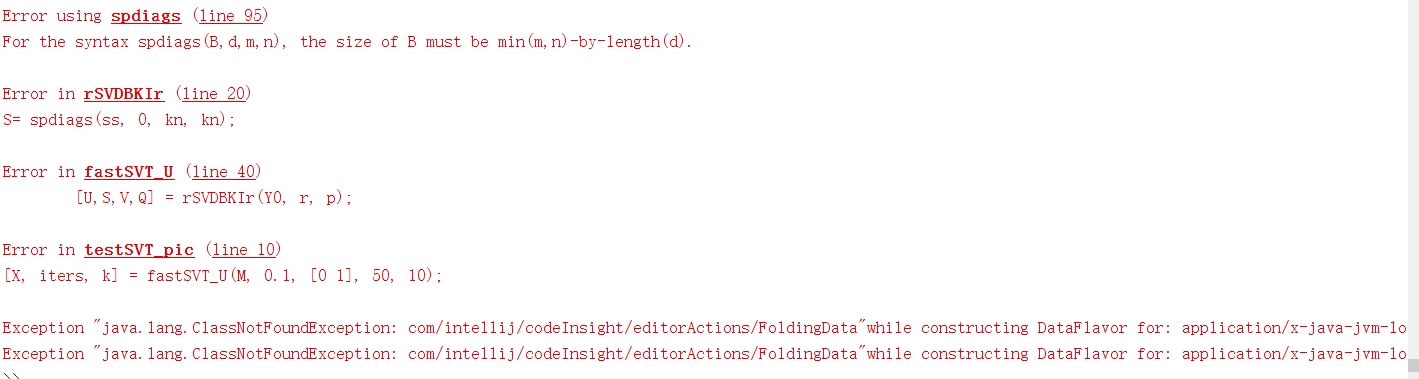 Error using spdiags (line 95)
For the syntax spdiags(B,d,m,n), the size of B must be min(m,n)-by-length(d).
Error in rSVDBKIr (line 20)
S= spdiags(ss, 0, kn, kn);
Error in fastSVT_U (line 40)
[U,S,V,Q] = rSVDBKIr(Y0, r, p);
Error in testSVT_pic (line 10)
[X, iters, k] = fastSVT_U(M, 0.1, [0 1], 50, 10);
Exception "java.lang.ClassNotFoundException: com/intellij/codeInsight/editorActions/FoldingData"while constructing DataFlavor for: application/x-java-jvm-lo
Exception "java.lang.ClassNotFoundException: com/intellij/codeInsight/editorActions/FoldingData"while constructing DataFlavor for: application/x-java-jvm-lo